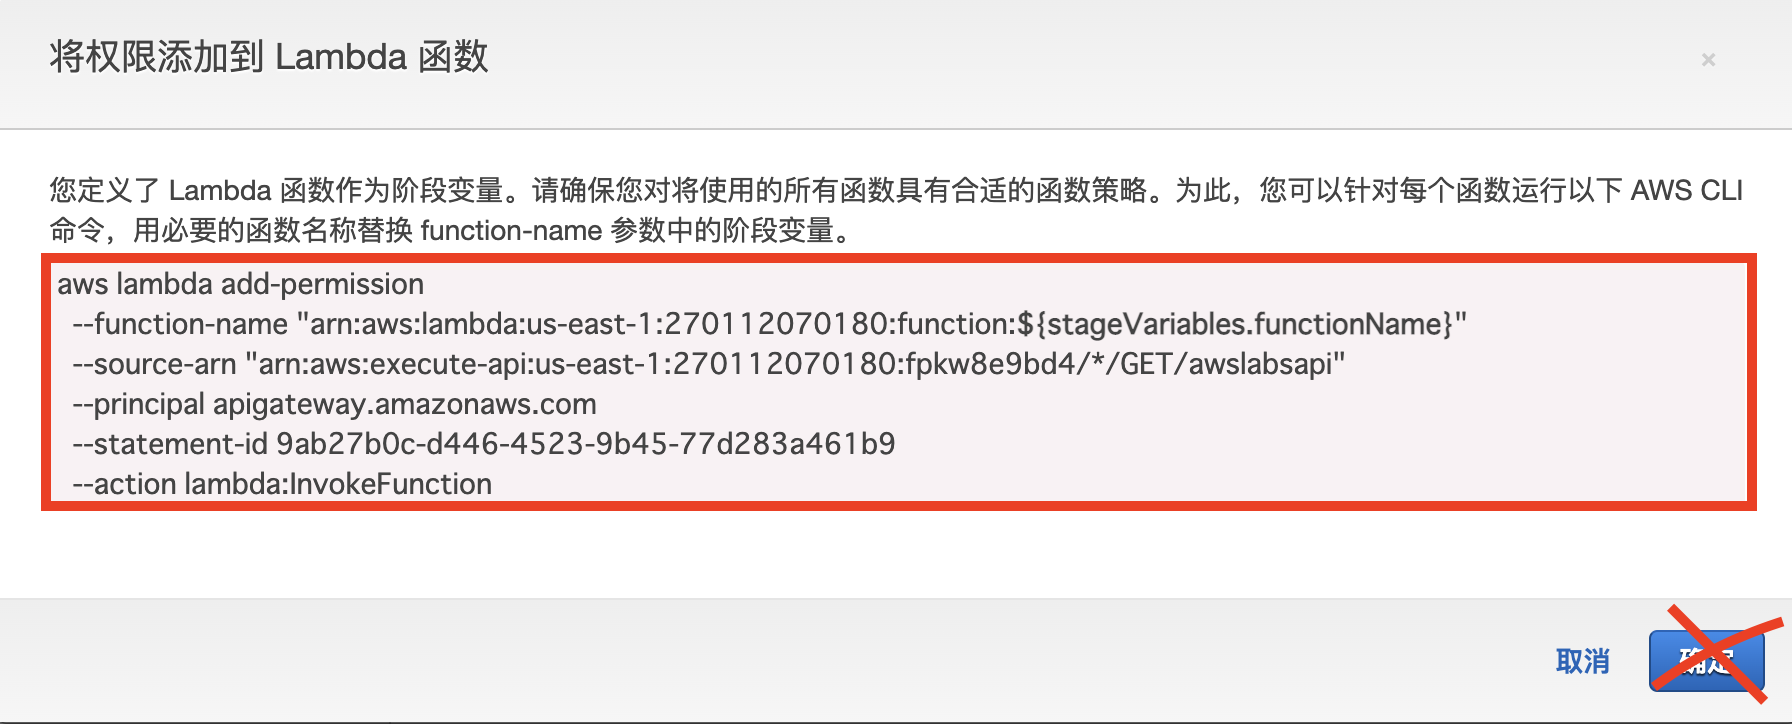 将权限添加到 Lambda 函数
×
您定义了 Lambda 函数作为阶段变量。请确保您对将使用的所有函数具有合适的函数策略。为此，您可以针对每个函数运行以下 AWS CLI
命令，用必要的函数名称替换 function-name 参数中的阶段变量。
aws lambda add-permission
--function-name "arn:aws:lambda:us-east-1:270112070180:function:${stageVariables.functionName}"
--source-arn "arn:aws:execute-api:us-east-1:270112070180:fpkw8e9bd4/*/GET/awslabsapi"
--principal apigateway.amazonaws.com
--statement-id 9ab27b0c-d446-4523-9b45-77d283a461b9
--action lambda:InvokeFunction
取消
确定